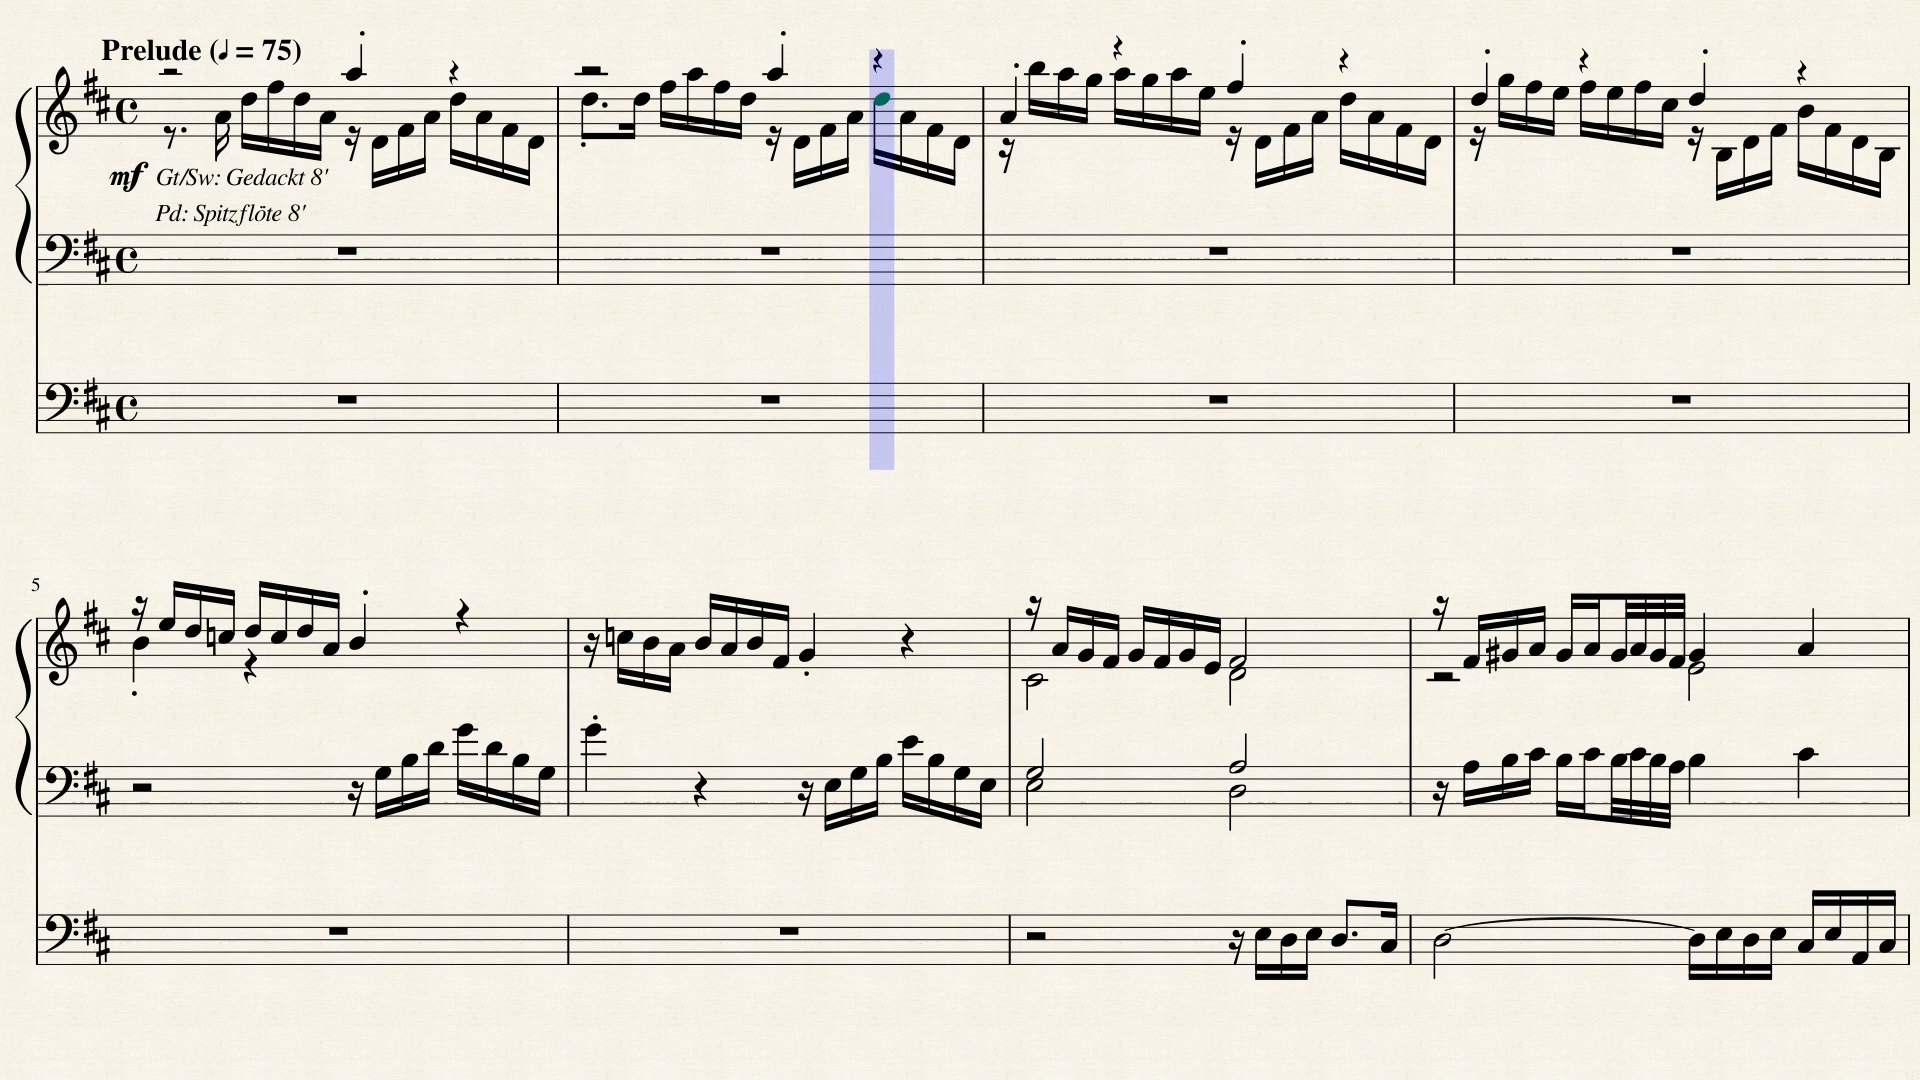 Prelude (♩ = 75)
mf Gt/Sw: Gedackt 8'
Pd: Spitzflöte 8'
5